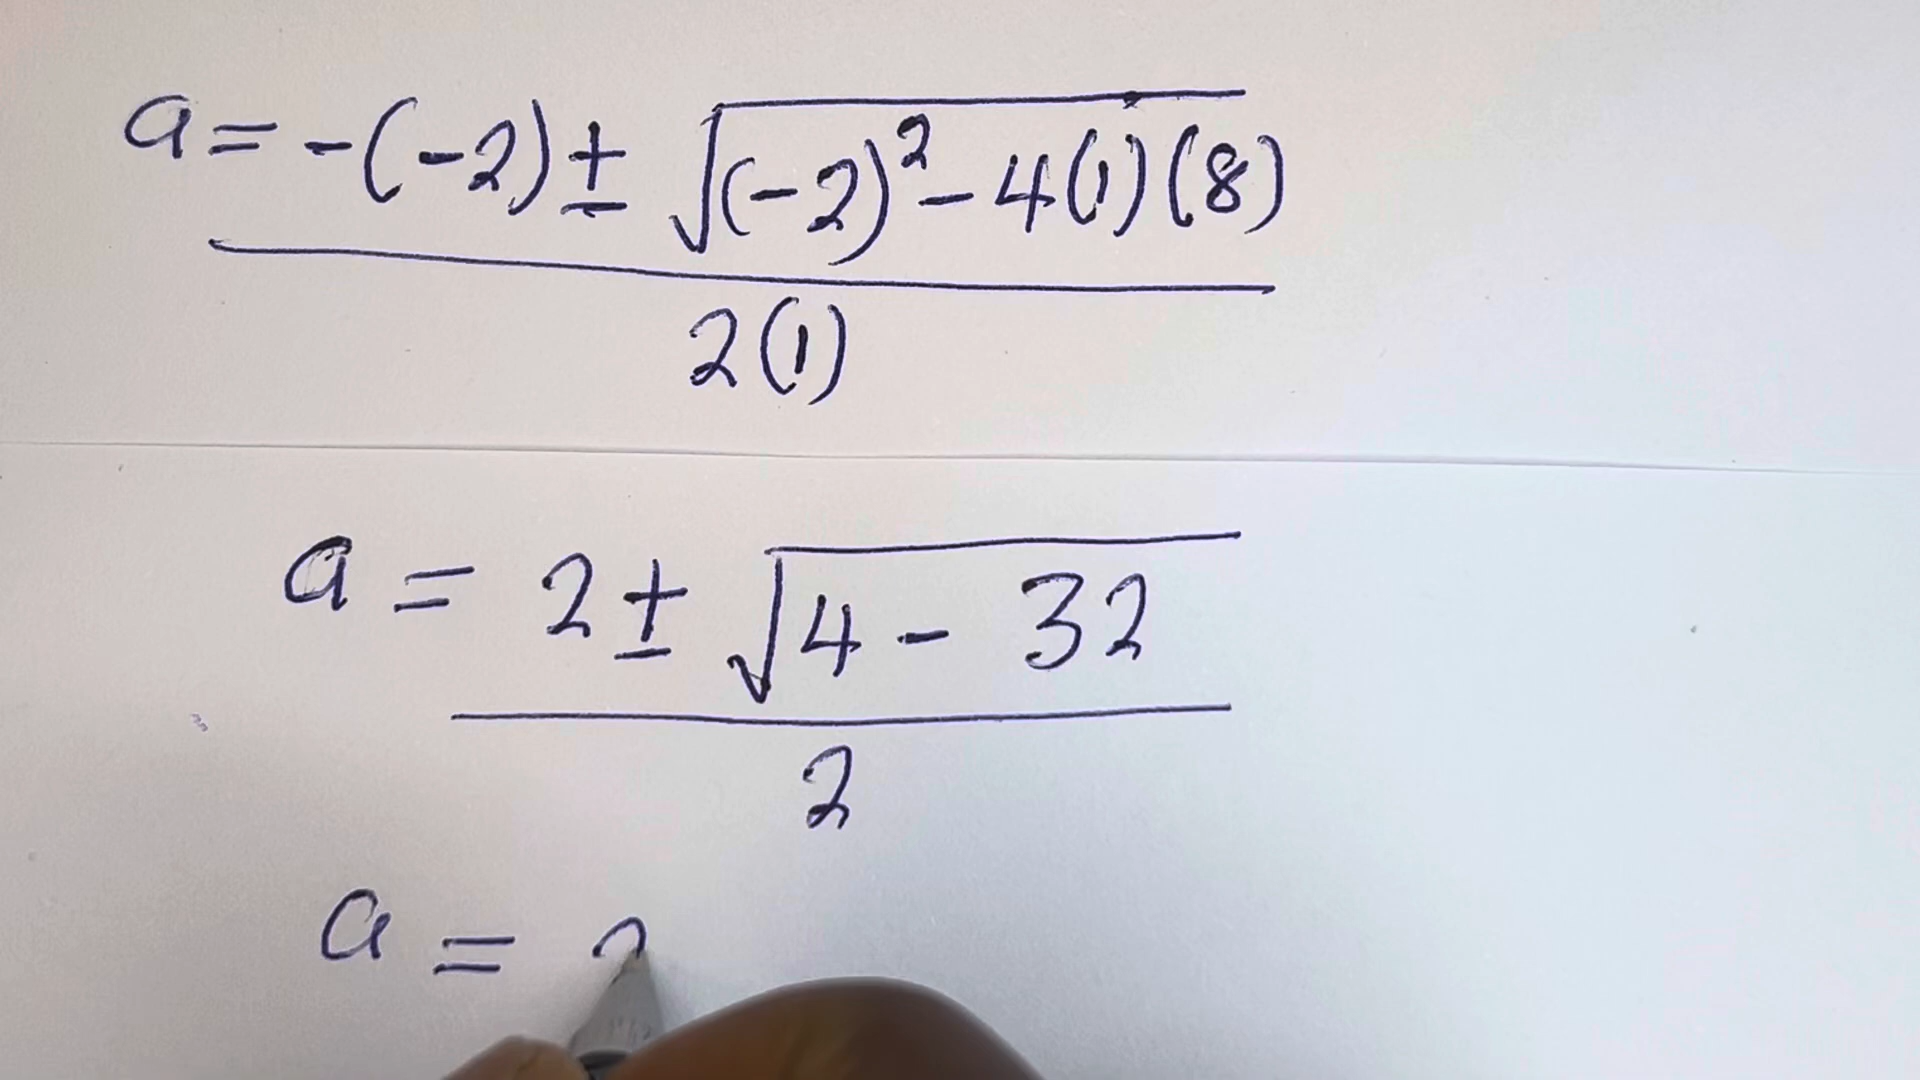 a = -(-2) ± √(-2)² - 4(1)(8)
2(1)
a = 2 ± √4 - 32
2
a =